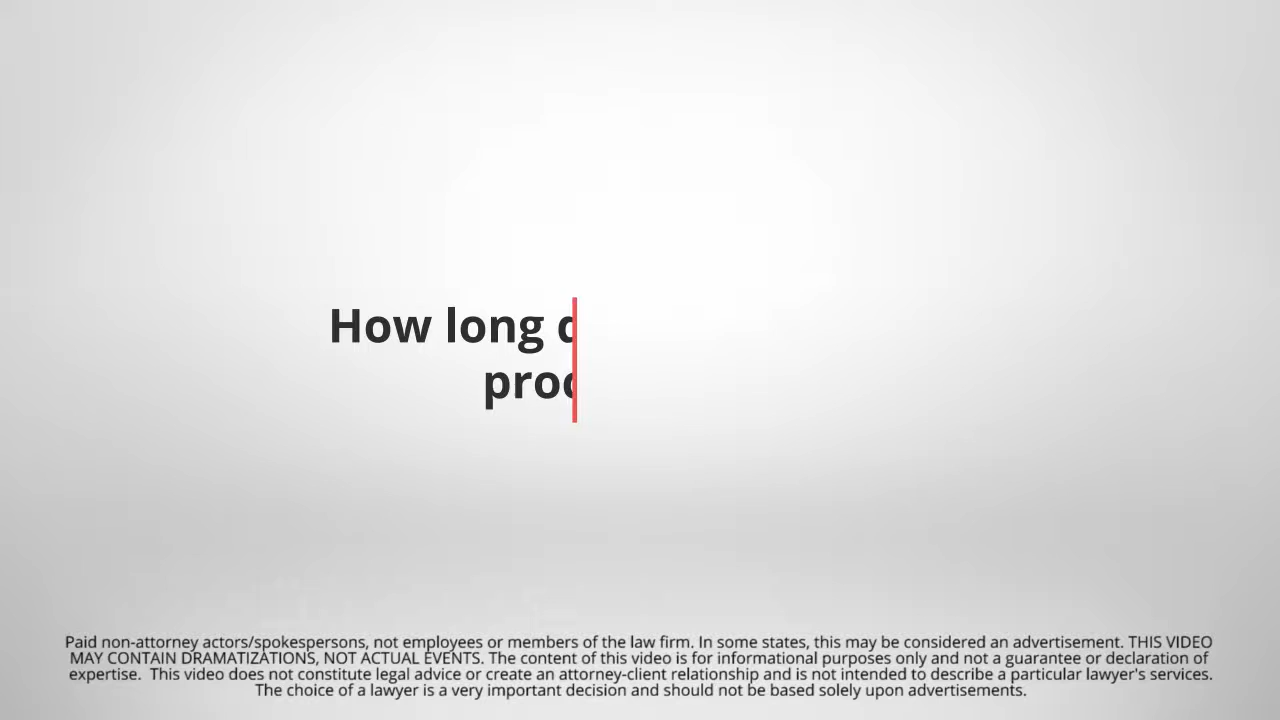 How long
Paid non-attorney actors/spokespersons, not employees or members of the law firm. In some states, this may be considered an advertisement. THIS VIDEO
MAY CONTAIN DRAMATIZATIONS, NOT ACTUAL EVENTS. The content of this video is for informational purposes only and not a guarantee or declaration of
expertise. This video does not constitute legal advice or create an attorney-client relationship and is not intended to describe a particular lawyer's services.
The choice of a lawyer is a very important decision and should not be based solely upon advertisements.